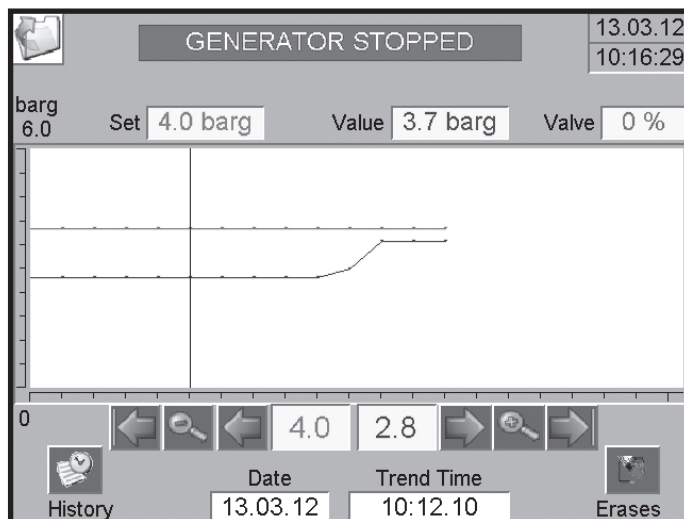 GENERATOR STOPPED
13.03.12
10:16:29
barg
6.0
Set 4.0 barg Value 3.7 barg Valve 0 %
0
4.0 2.8
History
Date
13.03.12
Trend Time
10:12.10
Erases